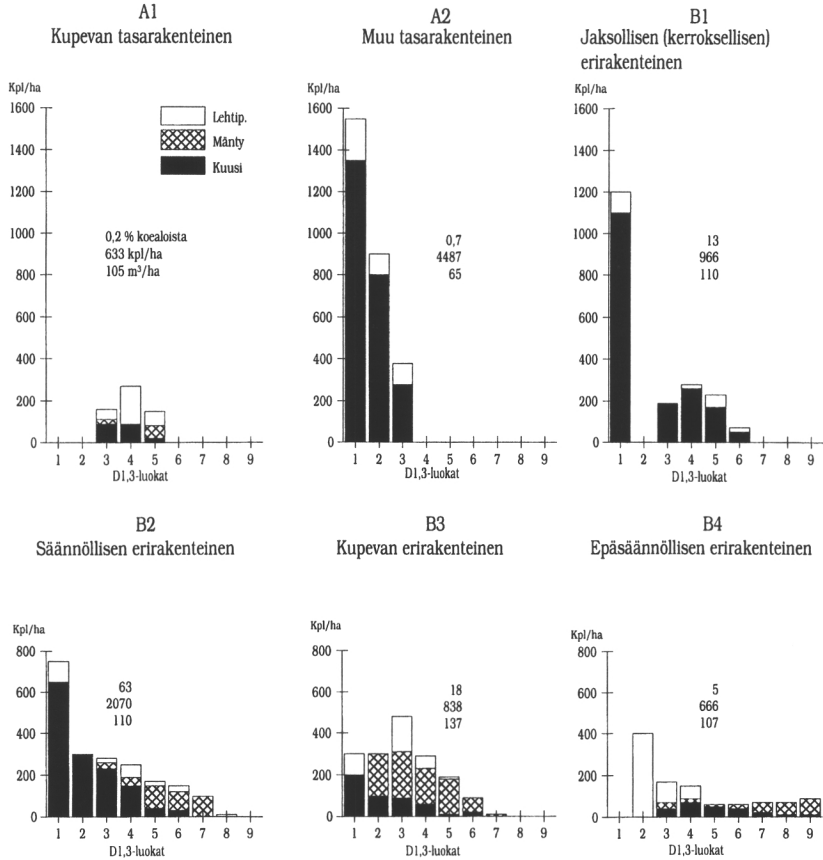 A1
Kupevan tasarakenteinen
Kpl/ha
1600
1400
1200
1000
800
600
400
200
0
Lehtip.
Mänty
Kuusi
0,2 % koealoista
633 kpl/ha
105 m³/ha
1 2 3 4 5 6 7 8 9
D1,3-luokat
A2
Muu tasarakenteinen
Kpl/ha
1600
1400
1200
1000
800
600
400
200
0
0,7
4487
65
1 2 3 4 5 6 7 8 9
D1,3-luokat
B1
Jaksollisen (kerroksellisen)
erirakenteinen
Kpl/ha
1600
1400
1200
1000
800
600
400
200
0
13
966
110
1 2 3 4 5 6 7 8 9
D1,3-luokat
B2
Säännöllisen erirakenteinen
Kpl/ha
800
600
400
200
0
63
2070
110
1 2 3 4 5 6 7 8 9
D1,3-luokat
B3
Kupevan erirakenteinen
Kpl/ha
800
600
400
200
0
18
838
137
1 2 3 4 5 6 7 8 9
D1,3-luokat
B4
Epäsäännöllisen erirakenteinen
Kpl/ha
800
600
400
200
0
5
666
107
1 2 3 4 5 6 7 8 9
D1,3-luokat